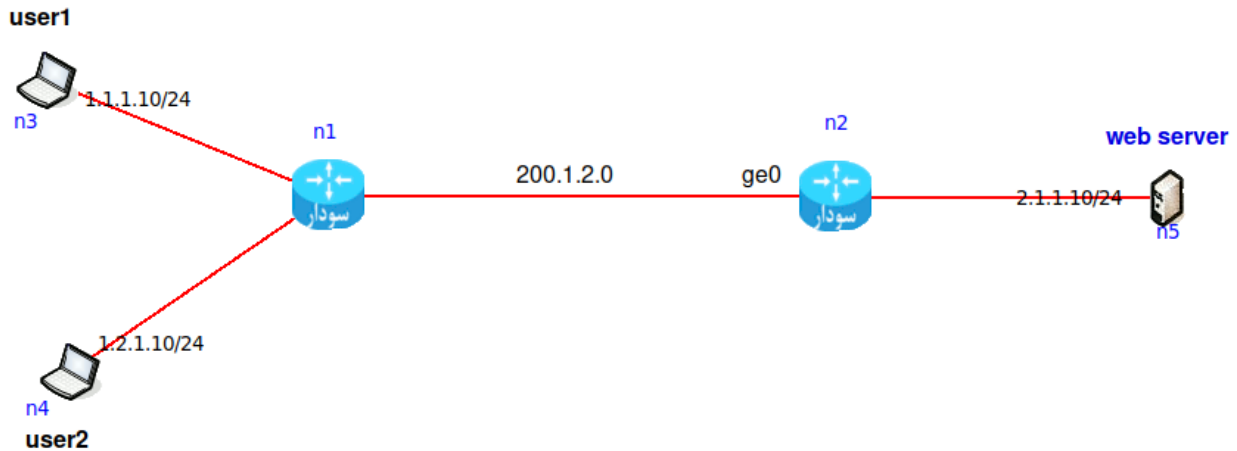 user1
1.1.1.10/24
n3
n1
سودار
200.1.2.0
ge0
n2
سودار
web server
2.1.1.10/24
n5
1.2.1.10/24
n4
user2